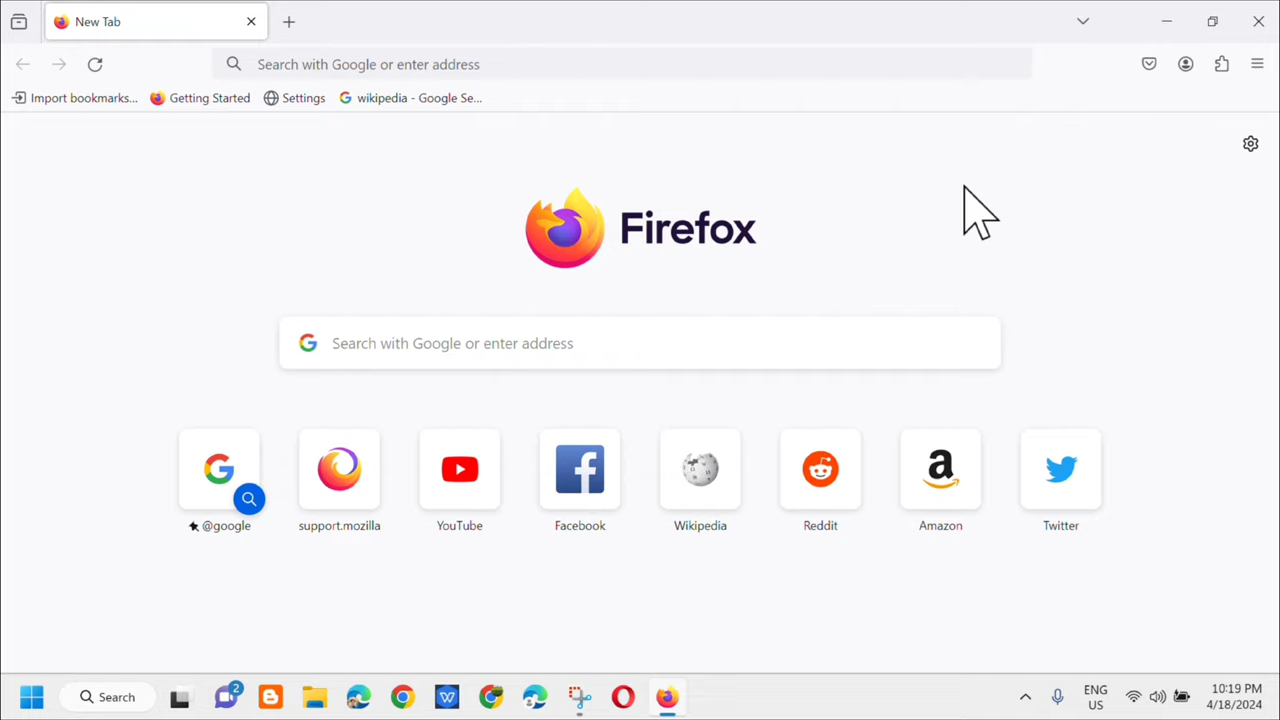 New Tab
Search with Google or enter address
Import bookmarks... Getting Started Settings wikipedia - Google Se...
Firefox
Search with Google or enter address
@google support.mozilla YouTube Facebook Wikipedia Reddit Amazon Twitter
Search 2 ENG 10:19 PM
US 4/18/2024